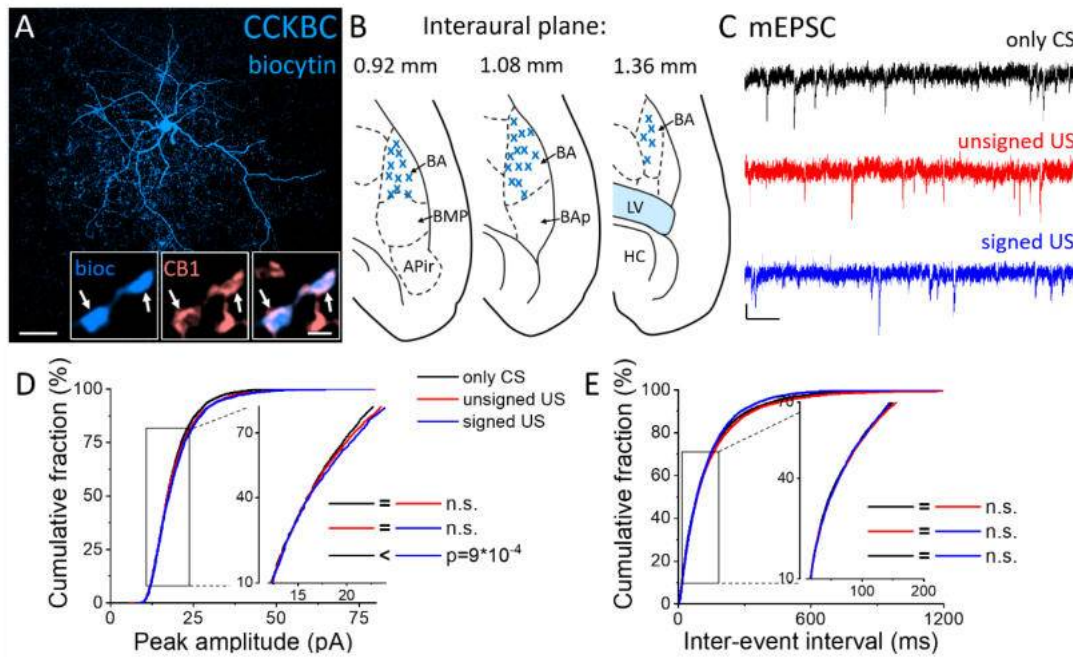 A
CCKBC
biocytin
bioc
CB1
B
Interaural plane:
0.92 mm
1.08 mm
1.36 mm
BA
BMP
APir
BA
BAp
BA
LV
HC
C mEPSC
only CS
unsigned US
signed US
D
Cumulative fraction (%)
100
75
50
25
0
0
25
50
75
Peak amplitude (pA)
only CS
unsigned US
signed US
70
40
10
15
20
= n.s.
= n.s.
< p=9*10⁻⁴
E
Cumulative fraction (%)
100
80
60
40
20
0
0
600
1200
Inter-event interval (ms)
70
40
10
100
200
= n.s.
= n.s.
= n.s.